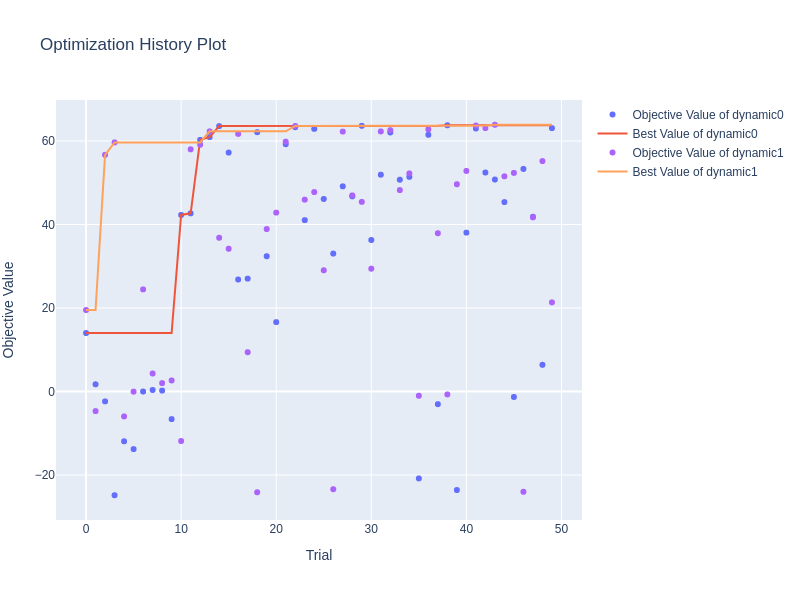 Optimization History Plot
Objective Value of dynamic0
Best Value of dynamic0
Objective Value of dynamic1
Best Value of dynamic1
60
40
20
0
−20
Objective Value
0 10 20 30 40 50
Trial